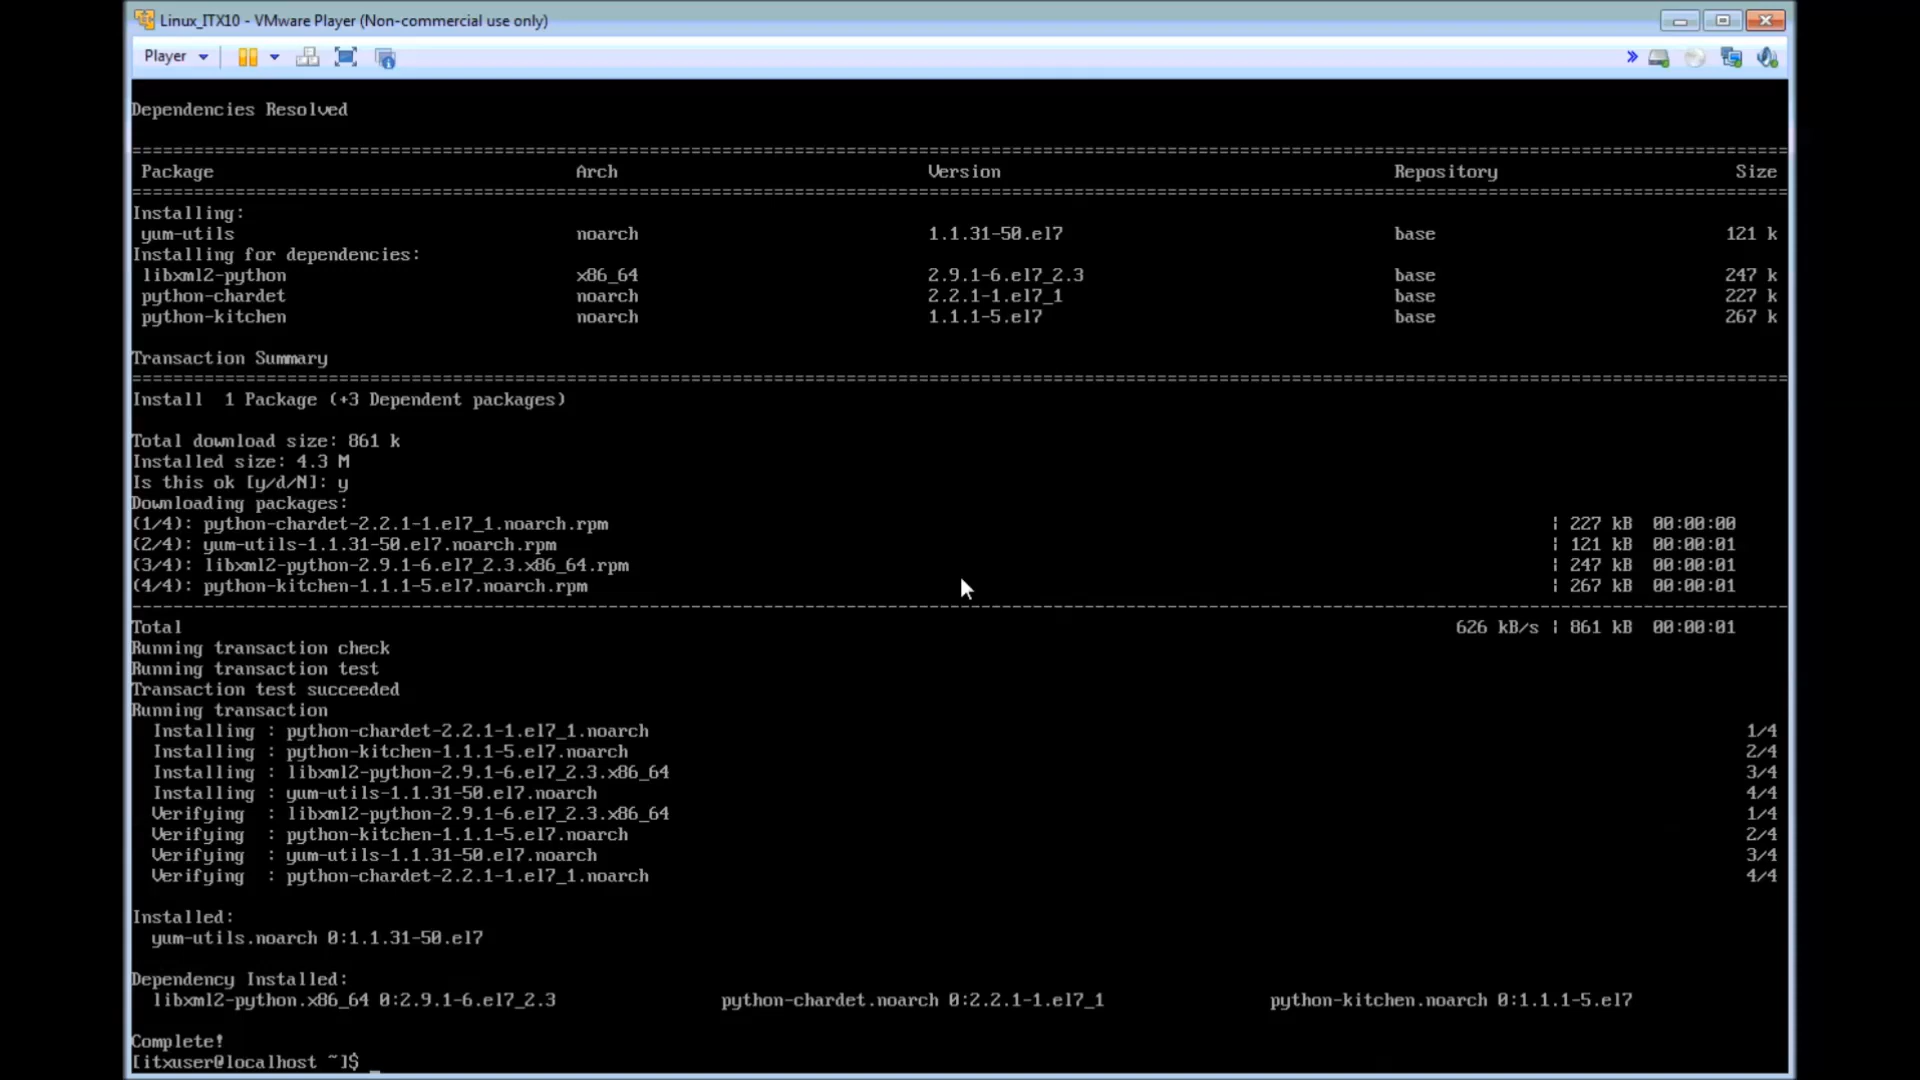 Linux_ITX10 - VMware Player (Non-commercial use only)
Player
Dependencies Resolved
================================================================================
Package Arch Version Repository Size
================================================================================
Installing:
yum-utils noarch 1.1.31-50.el7 base 121 k
Installing for dependencies:
libxml2-python x86_64 2.9.1-6.el7_2.3 base 247 k
python-chardet noarch 2.2.1-1.el7_1 base 227 k
python-kitchen noarch 1.1.1-5.el7 base 267 k
Transaction Summary
================================================================================
Install 1 Package (+3 Dependent packages)
Total download size: 861 k
Installed size: 4.3 M
Is this ok [y/d/N]: y
Downloading packages:
(1/4): python-chardet-2.2.1-1.el7_1.noarch.rpm | 227 kB 00:00:00
(2/4): yum-utils-1.1.31-50.el7.noarch.rpm | 121 kB 00:00:01
(3/4): libxml2-python-2.9.1-6.el7_2.3.x86_64.rpm | 247 kB 00:00:01
(4/4): python-kitchen-1.1.1-5.el7.noarch.rpm | 267 kB 00:00:01
--------------------------------------------------------------------------------
Total 626 kB/s | 861 kB 00:00:01
Running transaction check
Running transaction test
Transaction test succeeded
Running transaction
Installing : python-chardet-2.2.1-1.el7_1.noarch 1/4
Installing : python-kitchen-1.1.1-5.el7.noarch 2/4
Installing : libxml2-python-2.9.1-6.el7_2.3.x86_64 3/4
Installing : yum-utils-1.1.31-50.el7.noarch 4/4
Verifying : libxml2-python-2.9.1-6.el7_2.3.x86_64 1/4
Verifying : python-kitchen-1.1.1-5.el7.noarch 2/4
Verifying : yum-utils-1.1.31-50.el7.noarch 3/4
Verifying : python-chardet-2.2.1-1.el7_1.noarch 4/4
Installed:
yum-utils.noarch 0:1.1.31-50.el7
Dependency Installed:
libxml2-python.x86_64 0:2.9.1-6.el7_2.3 python-chardet.noarch 0:2.2.1-1.el7_1 python-kitchen.noarch 0:1.1.1-5.el7
Complete!
[itxuser@localhost ~]$ _